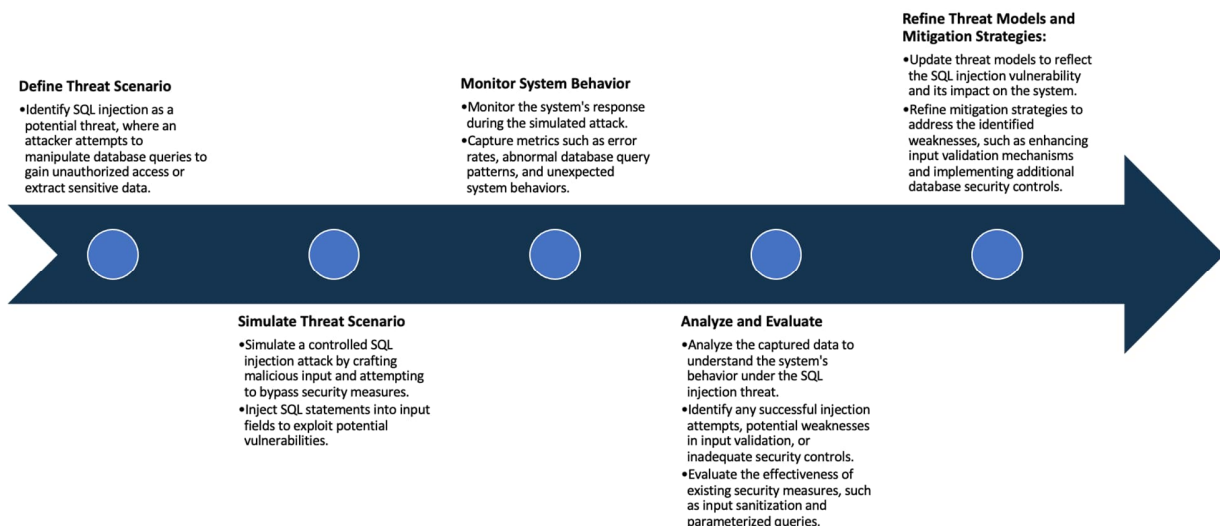 Define Threat Scenario
•Identify SQL injection as a
potential threat, where an
attacker attempts to
manipulate database queries to
gain unauthorized access or
extract sensitive data.
Simulate Threat Scenario
•Simulate a controlled SQL
injection attack by crafting
malicious input and attempting
to bypass security measures.
•Inject SQL statements into input
fields to exploit potential
vulnerabilities.
Monitor System Behavior
•Monitor the system's response
during the simulated attack.
•Capture metrics such as error
rates, abnormal database query
patterns, and unexpected
system behaviors.
Analyze and Evaluate
•Analyze the captured data to
understand the system's
behavior under the SQL
injection threat.
•Identify any successful injection
attempts, potential weaknesses
in input validation, or
inadequate security controls.
•Evaluate the effectiveness of
existing security measures, such
as input sanitization and
parameterized queries.
Refine Threat Models and
Mitigation Strategies:
•Update threat models to reflect
the SQL injection vulnerability
and its impact on the system.
•Refine mitigation strategies to
address the identified
weaknesses, such as enhancing
input validation mechanisms
and implementing additional
database security controls.